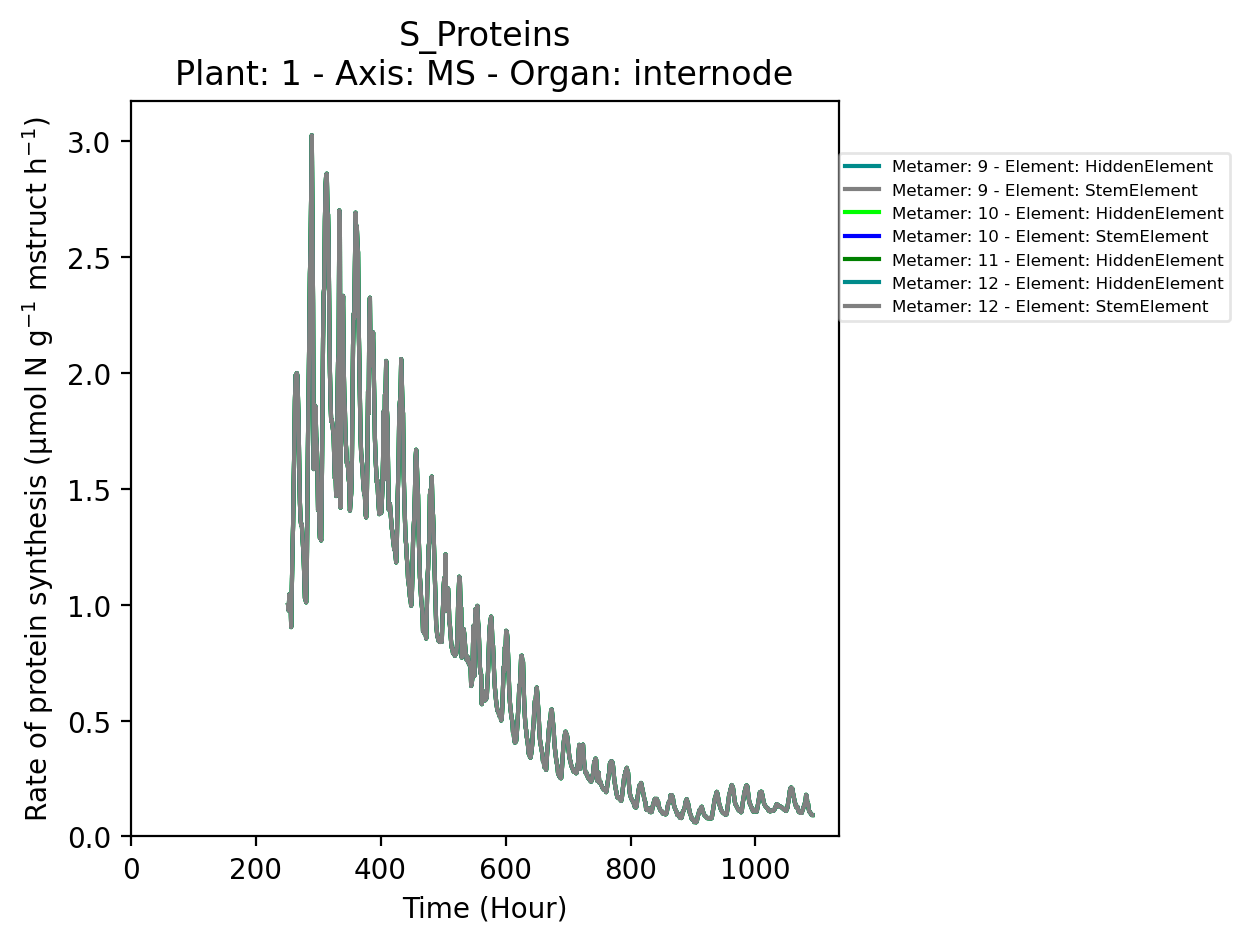 S_Proteins
Plant: 1 - Axis: MS - Organ: internode
Rate of protein synthesis (µmol N g⁻¹ mstruct h⁻¹)
3.0
2.5
2.0
1.5
1.0
0.5
0.0
0 200 400 600 800 1000
Time (Hour)
Metamer: 9 - Element: HiddenElement
Metamer: 9 - Element: StemElement
Metamer: 10 - Element: HiddenElement
Metamer: 10 - Element: StemElement
Metamer: 11 - Element: HiddenElement
Metamer: 12 - Element: HiddenElement
Metamer: 12 - Element: StemElement